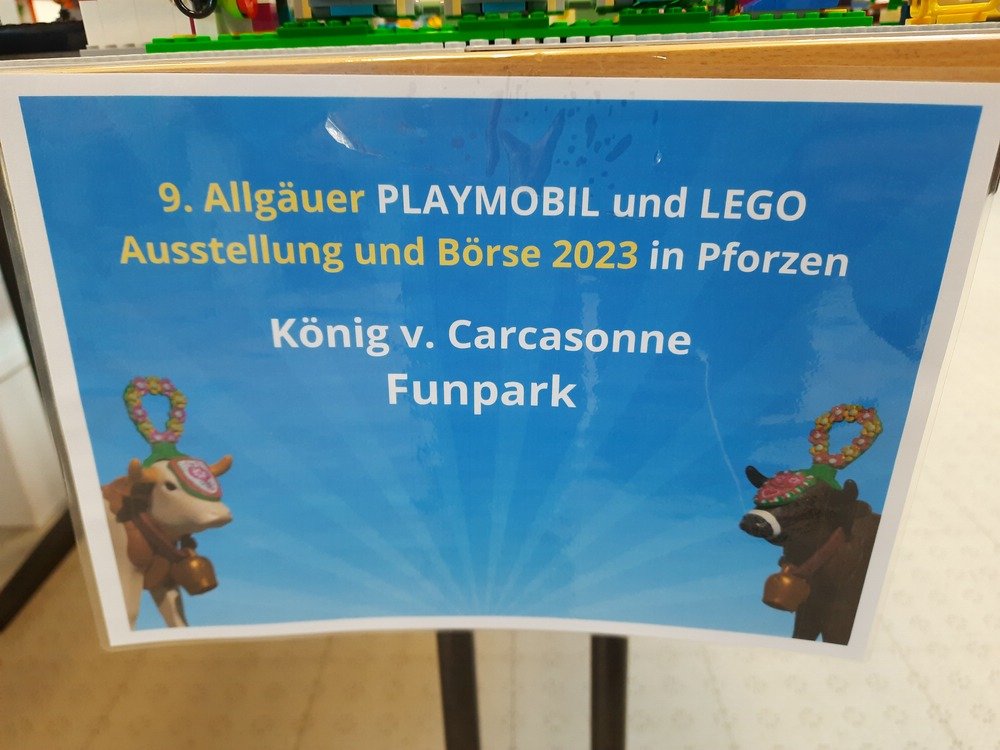 9. Allgäuer PLAYMOBIL und LEGO
Ausstellung und Börse 2023 in Pforzen
König v. Carcasonne
Funpark